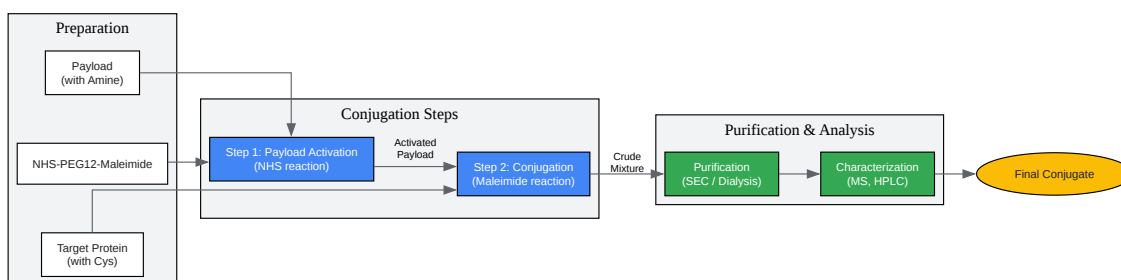 Preparation
Payload
(with Amine)
NHS-PEG12-Maleimide
Target Protein
(with Cys)
Conjugation Steps
Step 1: Payload Activation
(NHS reaction)
Activated
Payload
Step 2: Conjugation
(Maleimide reaction)
Crude
Mixture
Purification & Analysis
Purification
(SEC / Dialysis)
Characterization
(MS, HPLC)
Final Conjugate